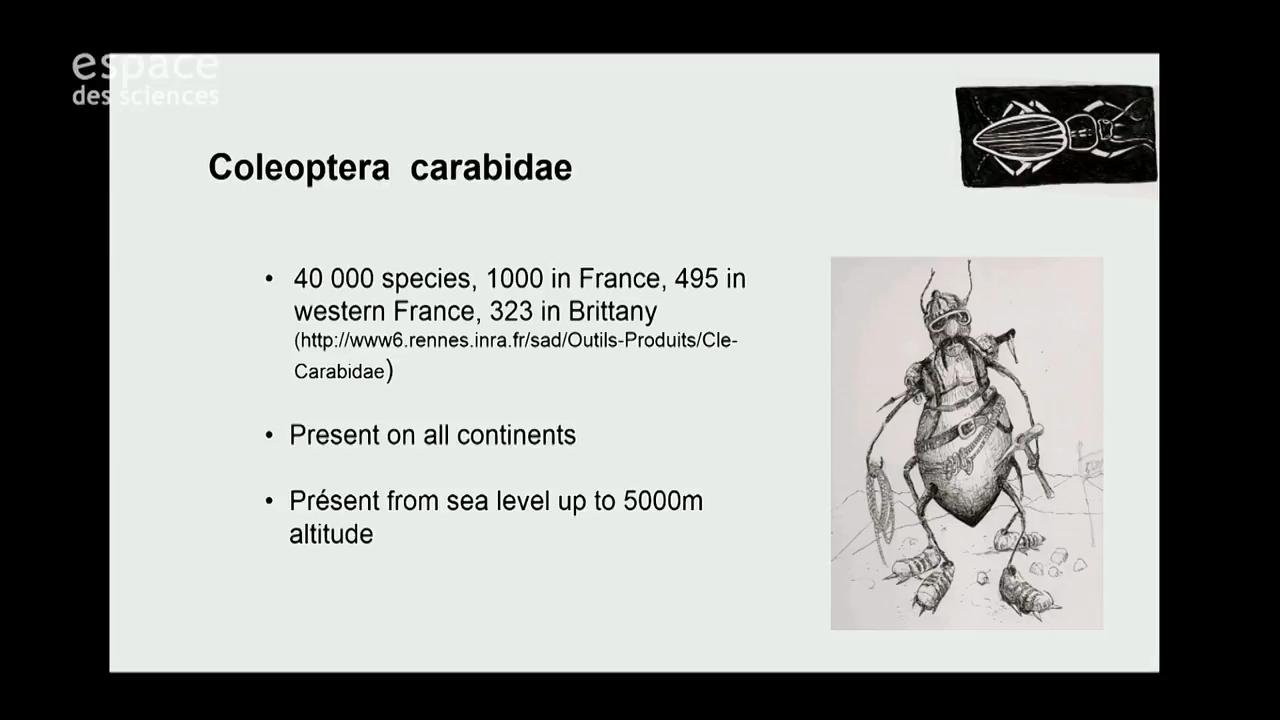 espace
des sciences
Coleoptera carabidae
• 40 000 species, 1000 in France, 495 in
western France, 323 in Brittany
(http://www6.rennes.inra.fr/sad/Outils-Produits/Cle-
Carabidae)
• Present on all continents
• Présent from sea level up to 5000m
altitude